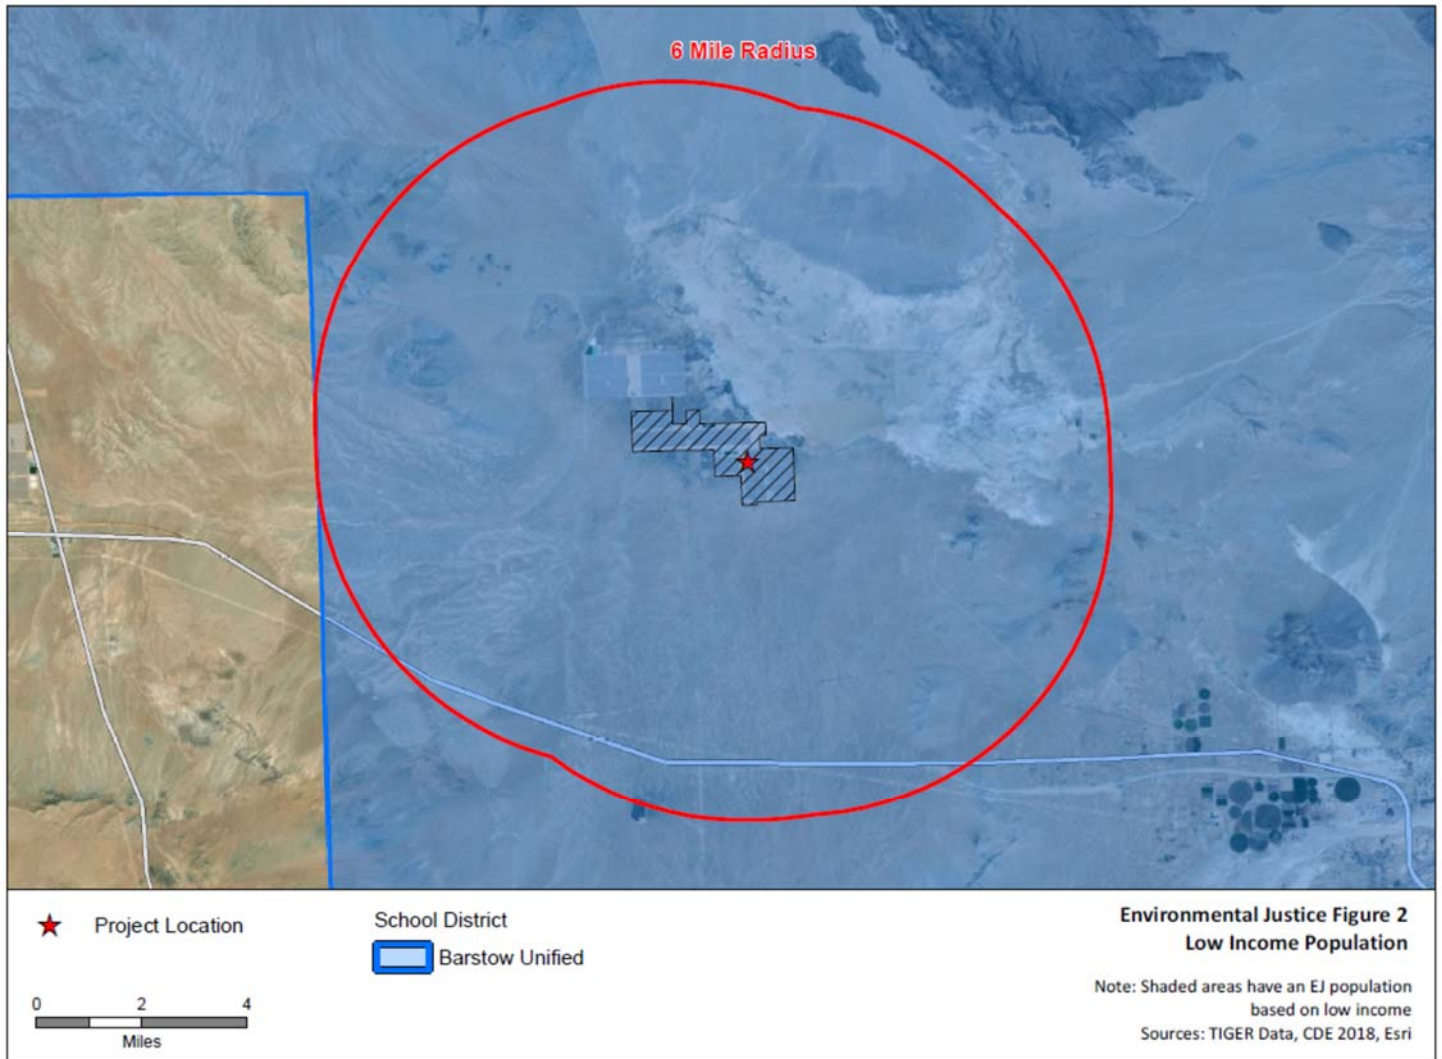 6 Mile Radius
Project Location
School District
Barstow Unified
0 2 4
Miles
Environmental Justice Figure 2
Low Income Population
Note: Shaded areas have an EJ population
based on low income
Sources: TIGER Data, CDE 2018, Esri